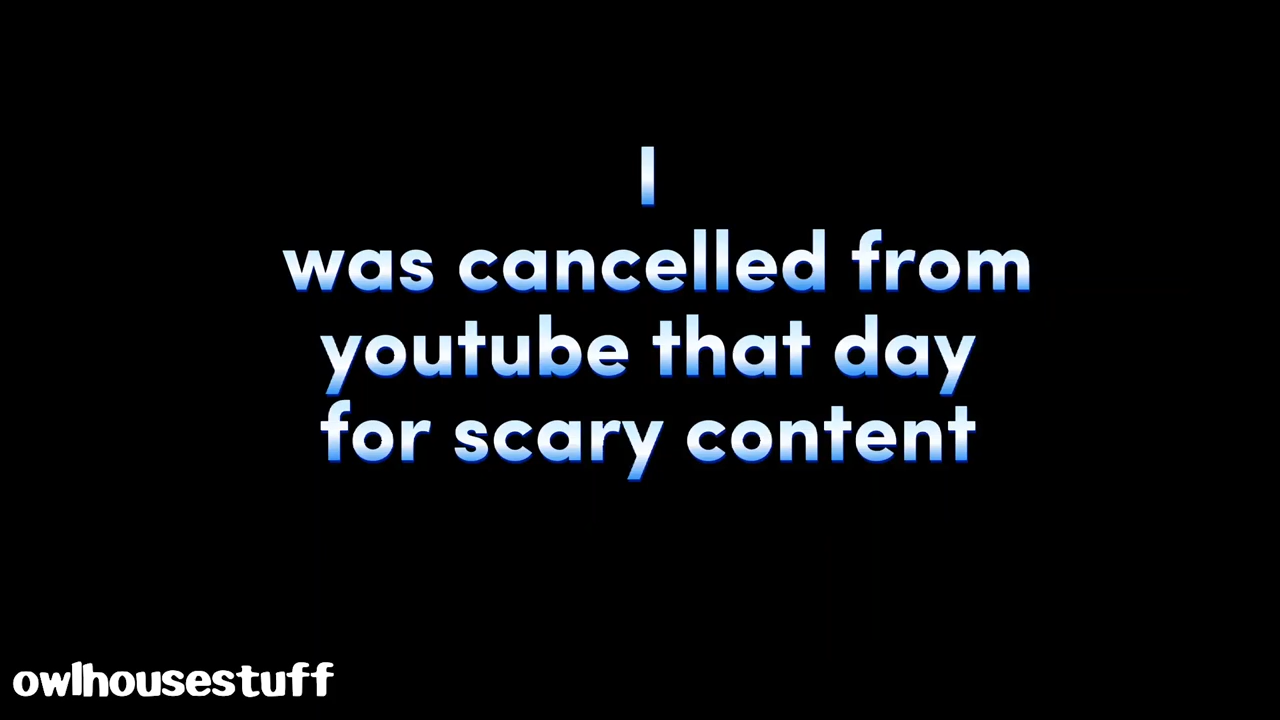 I
was cancelled from
youtube that day
for scary content
owlhousestuff